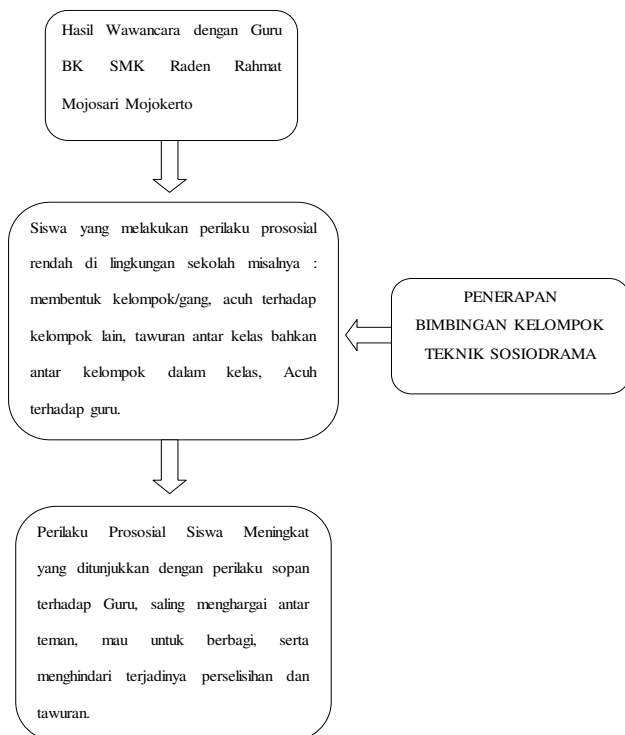 Hasil Wawancara dengan Guru
BK SMK Raden Rahmat
Mojosari Mojokerto
Siswa yang melakukan perilaku prososial
rendah di lingkungan sekolah misalnya :
membentuk kelompok/gang, acuh terhadap
kelompok lain, tawuran antar kelas bahkan
antar kelompok dalam kelas, Acuh
terhadap guru.
PENERAPAN
BIMBINGAN KELOMPOK
TEKNIK SOSIODRAMA
Perilaku Prososial Siswa Meningkat
yang ditunjukkan dengan perilaku sopan
terhadap Guru, saling menghargai antar
teman, mau untuk berbagi, serta
menghindari terjadinya perselisihan dan
tawuran.